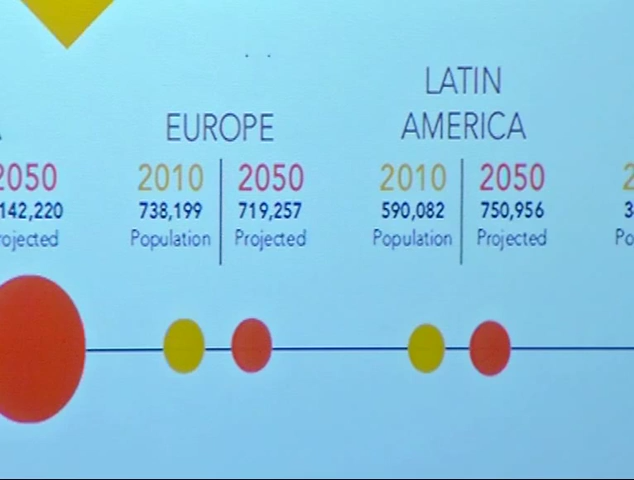 EUROPE
LATIN
AMERICA
2050
2010
2050
2010
2050
142,220
738,199
719,257
590,082
750,956
rojected
Population
Projected
Population
Projected